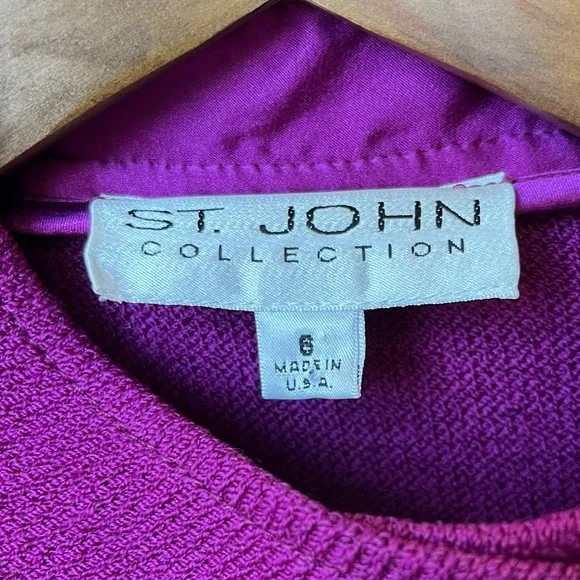 ST. JOHN
COLLECTION
6
MADE IN
U.S.A.